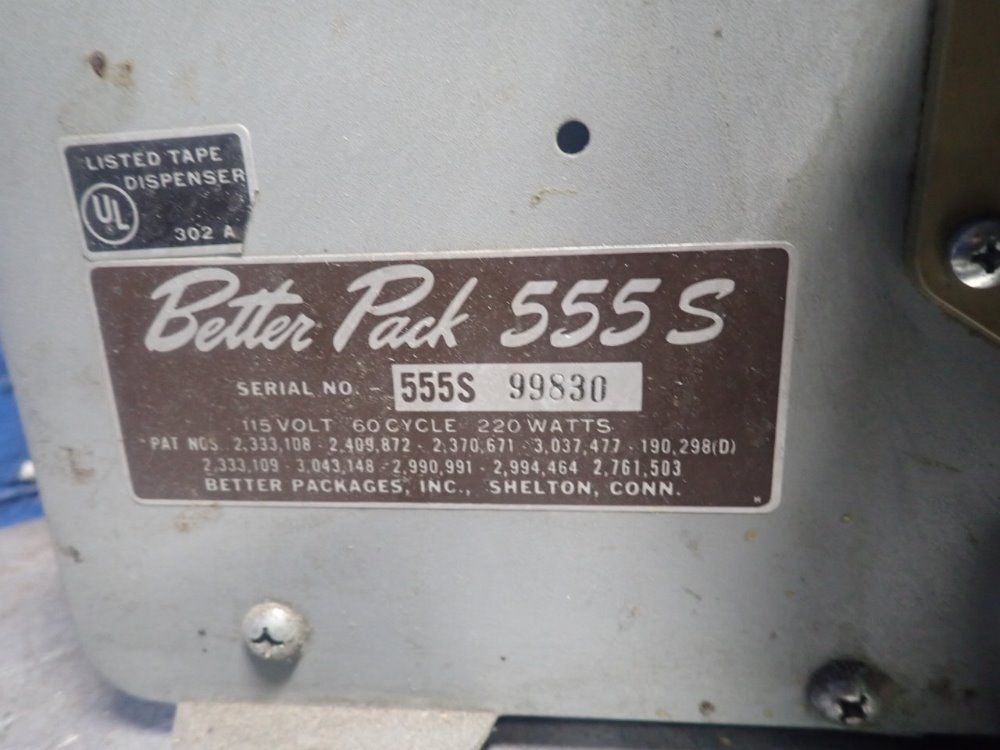 LISTED TAPE
DISPENSER
UL
302 A
Better Pack 555 S
SERIAL NO. - 555S 99830
115 VOLT 60 CYCLE 220 WATTS
PAT NOS. 2,333,108 - 2,409,872 - 2,370,671 - 3,037,477 - 190,298(D)
2,333,109 - 3,043,148 - 2,990,991 - 2,994,464 2,761,503
BETTER PACKAGES, INC., SHELTON, CONN.